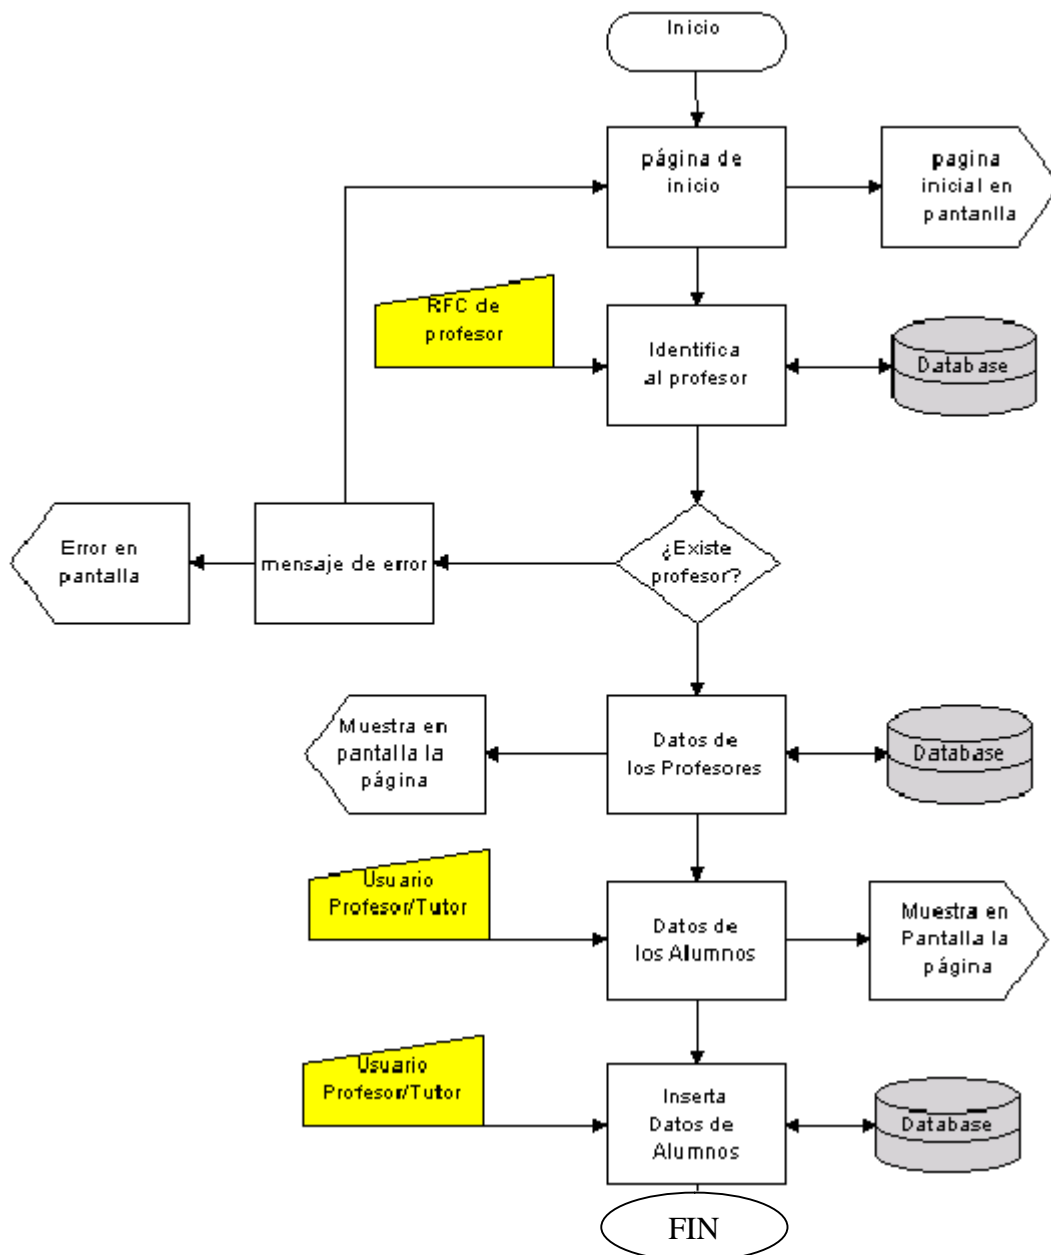 Inicio
página de
inicio
pagina
inicial en
pantanlla
RFC de
profesor
Identifica
al profesor
Database
Error en
pantalla
mensaje de error
¿Existe
profesor?
Muestra en
pantalla la
página
Datos de
los Profesores
Database
Usuario
Profesor/Tutor
Datos de
los Alumnos
Muestra en
Pantalla la
página
Usuario
Profesor/Tutor
Inserta
Datos de
Alumnos
Database
FIN